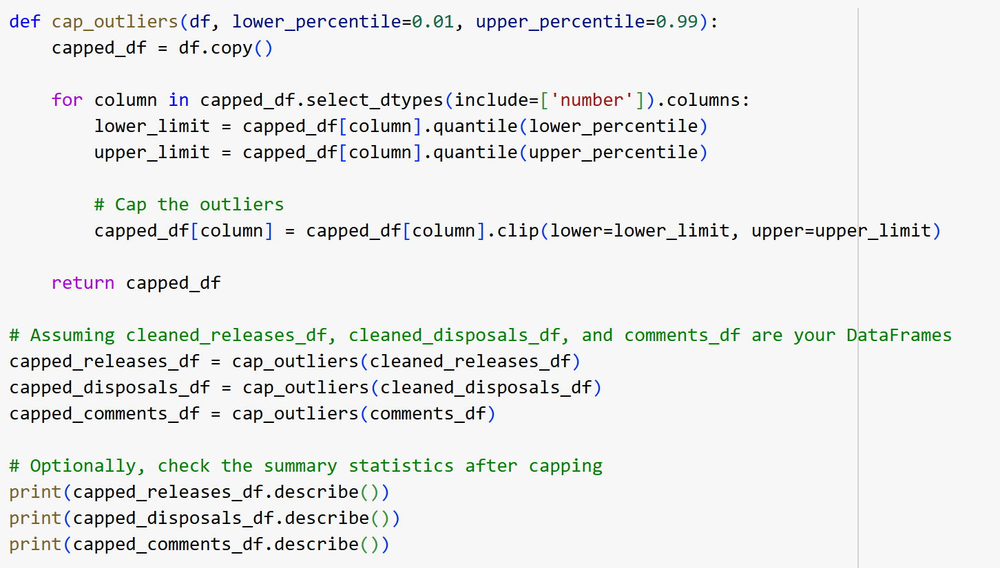 def cap_outliers(df, lower_percentile=0.01, upper_percentile=0.99):
    capped_df = df.copy()

    for column in capped_df.select_dtypes(include=['number']).columns:
        lower_limit = capped_df[column].quantile(lower_percentile)
        upper_limit = capped_df[column].quantile(upper_percentile)

        # Cap the outliers
        capped_df[column] = capped_df[column].clip(lower=lower_limit, upper=upper_limit)

    return capped_df

# Assuming cleaned_releases_df, cleaned_disposals_df, and comments_df are your DataFrames
capped_releases_df = cap_outliers(cleaned_releases_df)
capped_disposals_df = cap_outliers(cleaned_disposals_df)
capped_comments_df = cap_outliers(comments_df)

# Optionally, check the summary statistics after capping
print(capped_releases_df.describe())
print(capped_disposals_df.describe())
print(capped_comments_df.describe())